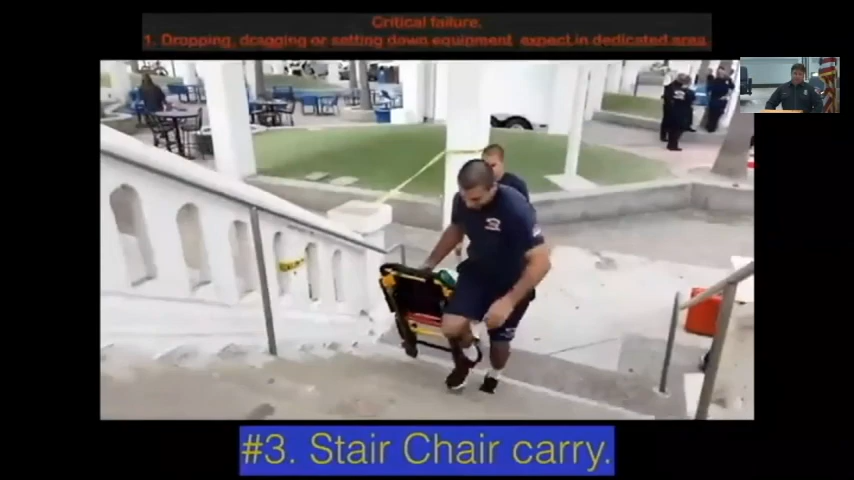 Critical failure.
1. Dropping, dragging or setting down equipment expect in dedicated area.
#3. Stair Chair carry.